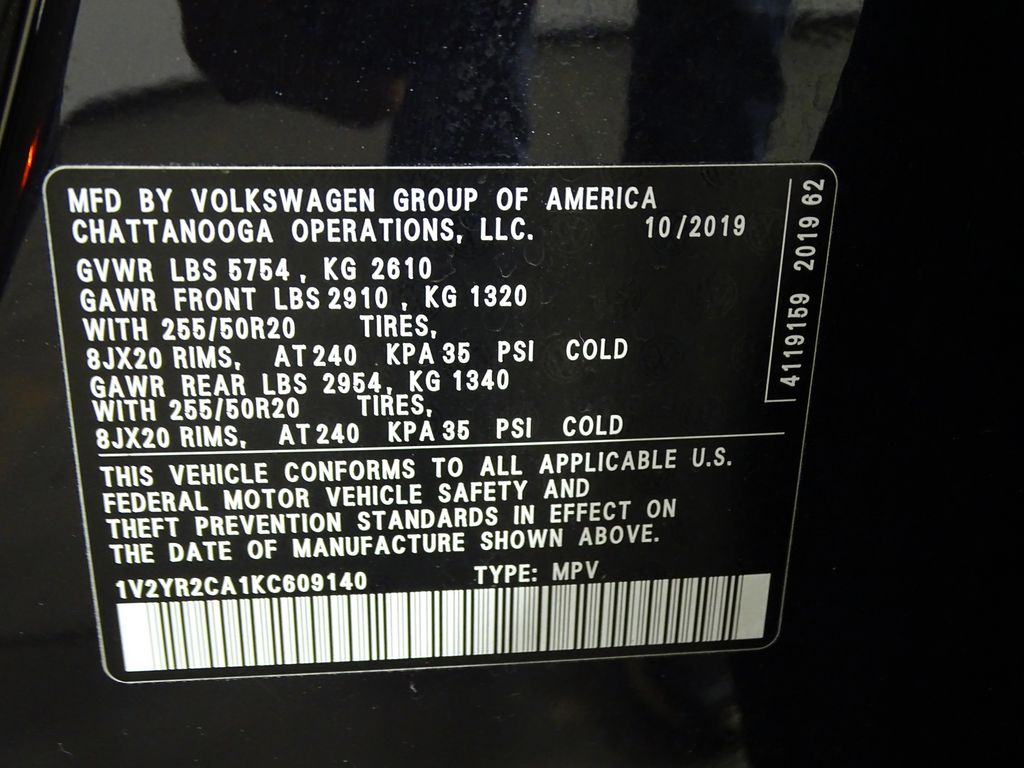 MFD BY VOLKSWAGEN GROUP OF AMERICA
CHATTANOOGA OPERATIONS, LLC. 10/2019
GVWR LBS 5754 , KG 2610
GAWR FRONT LBS 2910 , KG 1320
WITH 255/50R20 TIRES,
8JX20 RIMS, AT 240 KPA 35 PSI COLD
GAWR REAR LBS 2954, KG 1340
WITH 255/50R20 TIRES,
8JX20 RIMS, AT 240 KPA 35 PSI COLD
THIS VEHICLE CONFORMS TO ALL APPLICABLE U.S.
FEDERAL MOTOR VEHICLE SAFETY AND
THEFT PREVENTION STANDARDS IN EFFECT ON
THE DATE OF MANUFACTURE SHOWN ABOVE.
1V2YR2CA1KC609140 TYPE: MPV
4119159 2019 62